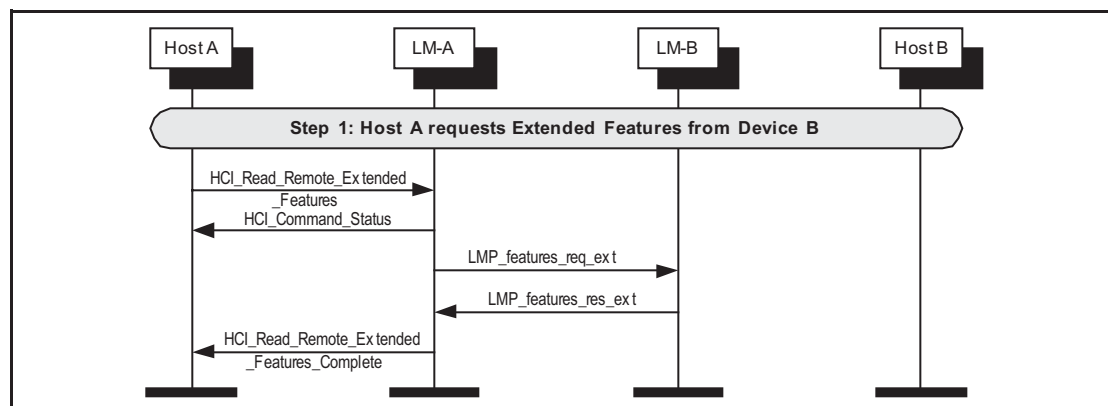 Host A
LM-A
LM-B
Host B
Step 1: Host A requests Extended Features from Device B
HCI_Read_Remote_Extended
_Features
HCI_Command_Status
LMP_features_req_ext
LMP_features_res_ext
HCI_Read_Remote_Extended
_Features_Complete